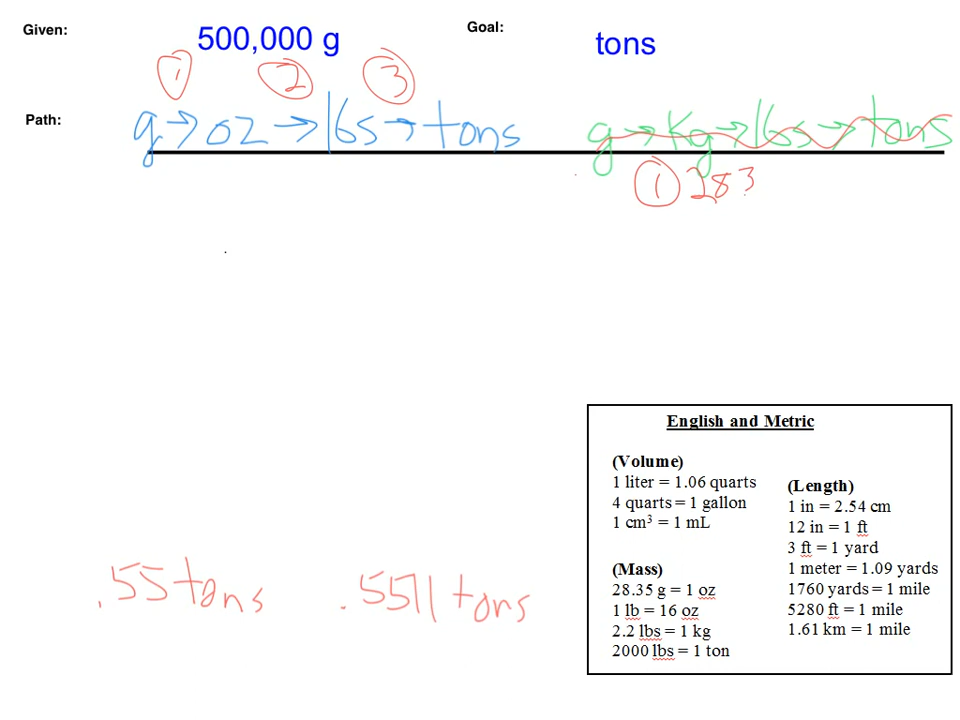 Given: 500,000 g Goal: tons
① ② ③
Path: g → oz → lbs → tons g → kg → lbs → tons
① 283
.55 tons .5511 tons
English and Metric
(Volume)
1 liter = 1.06 quarts
4 quarts = 1 gallon
1 cm³ = 1 mL
(Mass)
28.35 g = 1 oz
1 lb = 16 oz
2.2 lbs = 1 kg
2000 lbs = 1 ton
(Length)
1 in = 2.54 cm
12 in = 1 ft
3 ft = 1 yard
1 meter = 1.09 yards
1760 yards = 1 mile
5280 ft = 1 mile
1.61 km = 1 mile